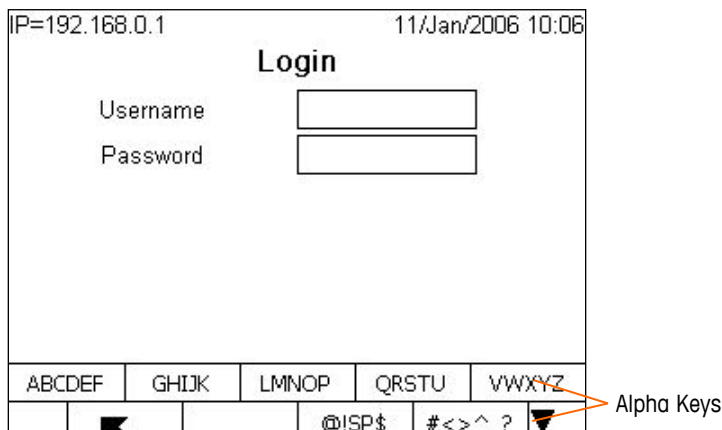 IP=192.168.0.1 11/Jan/2006 10:06
Login
Username
Password
ABCDEF GHIJK LMNOP QRSTU VWXYZ
Alpha Keys
@!SP$ #<>^ ?